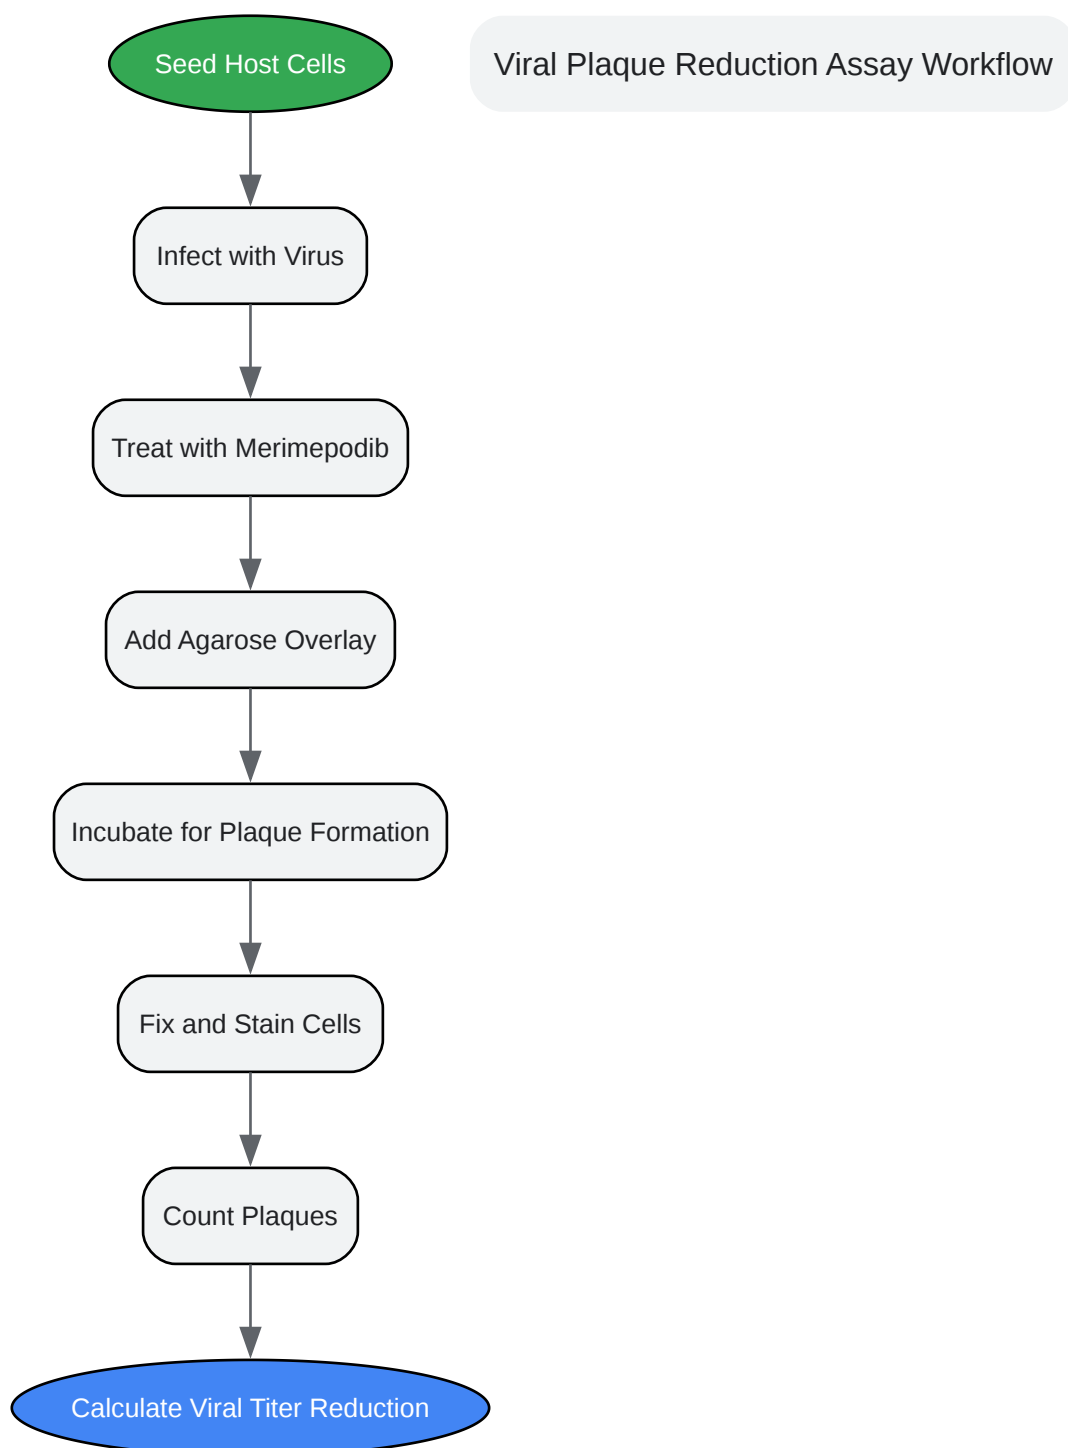 Seed Host Cells
Viral Plaque Reduction Assay Workflow
Infect with Virus
Treat with Merimepodib
Add Agarose Overlay
Incubate for Plaque Formation
Fix and Stain Cells
Count Plaques
Calculate Viral Titer Reduction